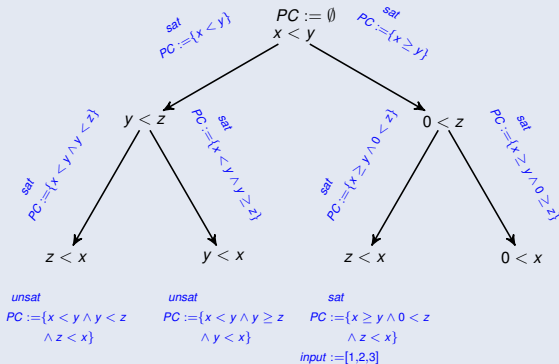 PC := ∅
x < y
sat
PC :={x < y}
sat
PC :={x ≥ y}
y < z
0 < z
sat
PC :={x < y ∧ y < z}
sat
PC :={x < y ∧ y ≥ z}
sat
PC :={x ≥ y ∧ 0 < z}
sat
PC :={x ≥ y ∧ 0 ≥ z}
z < x
y < x
z < x
0 < x
unsat
PC :={x < y ∧ y < z
∧ z < x}
unsat
PC :={x < y ∧ y ≥ z
∧ y < x}
sat
PC :={x ≥ y ∧ 0 < z
∧ z < x}
input :=[1,2,3]